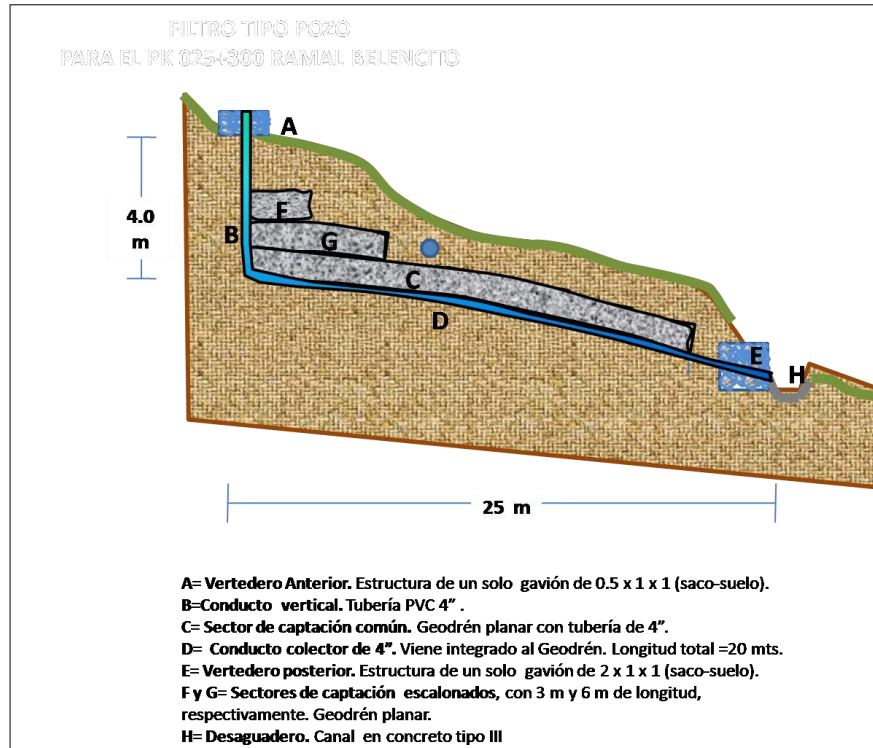 FILTRO TIPO POZO
PARA EL PK 025+300 RAMAL BELENCITO
A
4.0
m
F
B
G
C
D
E
H
25 m
A= Vertedero Anterior. Estructura de un solo gavión de 0.5 x 1 x 1 (saco-suelo).
B=Conducto vertical. Tubería PVC 4” .
C= Sector de captación común. Geodrén planar con tubería de 4”.
D= Conducto colector de 4”. Viene integrado al Geodrén. Longitud total =20 mts.
E= Vertedero posterior. Estructura de un solo gavión de 2 x 1 x 1 (saco-suelo).
F y G= Sectores de captación escalonados, con 3 m y 6 m de longitud,
respectivamente. Geodrén planar.
H= Desaguadero. Canal en concreto tipo III